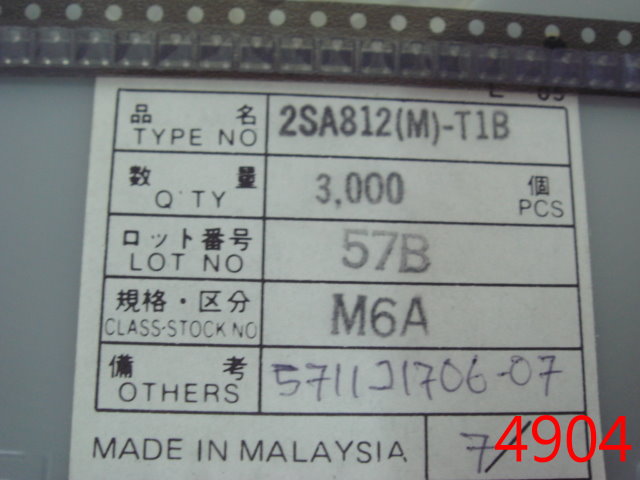 品名 2SA812(M)-T1B
TYPE NO
数量 3,000 個
Q'TY PCS
ロット番号 57B
LOT NO
規格・区分 M6A
CLASS-STOCK NO
備考 5711J1706-07
OTHERS
MADE IN MALAYSIA 7/
4904